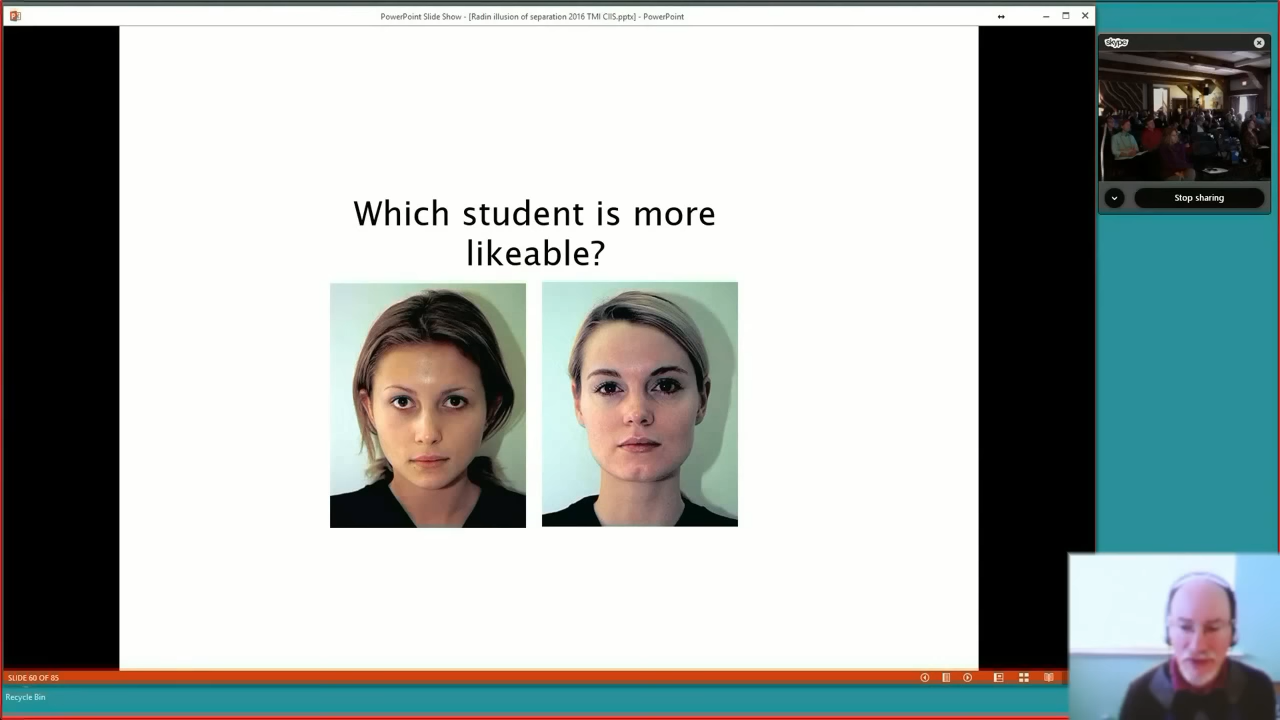 PowerPoint Slide Show - [Radin illusion of separation 2016 TMI CIIS.pptx] - PowerPoint
skype
Stop sharing
Which student is more
likeable?
SLIDE 60 OF 85
Recycle Bin